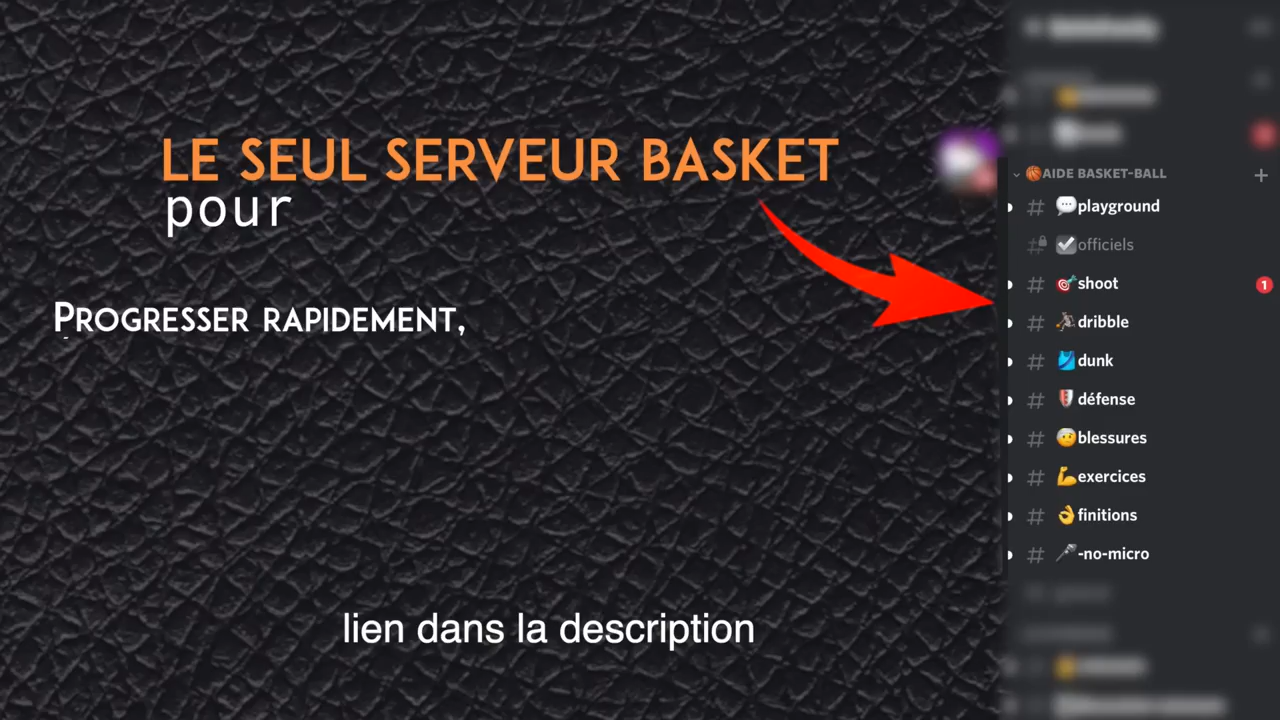 LE SEUL SERVEUR BASKET
pour
PROGRESSER RAPIDEMENT,
lien dans la description
AIDE BASKET-BALL
playground
officiels
shoot
1
dribble
dunk
défense
blessures
exercices
finitions
-no-micro